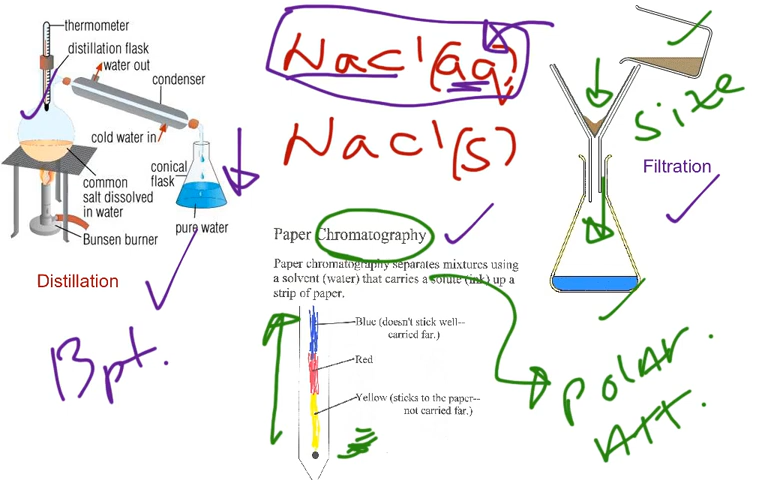 thermometer
distillation flask
water out
condenser
cold water in
conical
flask
common
salt dissolved
in water
pure water
Bunsen burner
Distillation
Bpt.
NaCl(aq)
NaCl(s)
Paper Chromatography
Paper chromatography separates mixtures using
a solvent (water) that carries a solute (ink) up a
strip of paper.
Blue (doesn't stick well--
carried far.)
Red
Yellow (sticks to the paper--
not carried far.)
Size
Filtration
Polar.
Att.